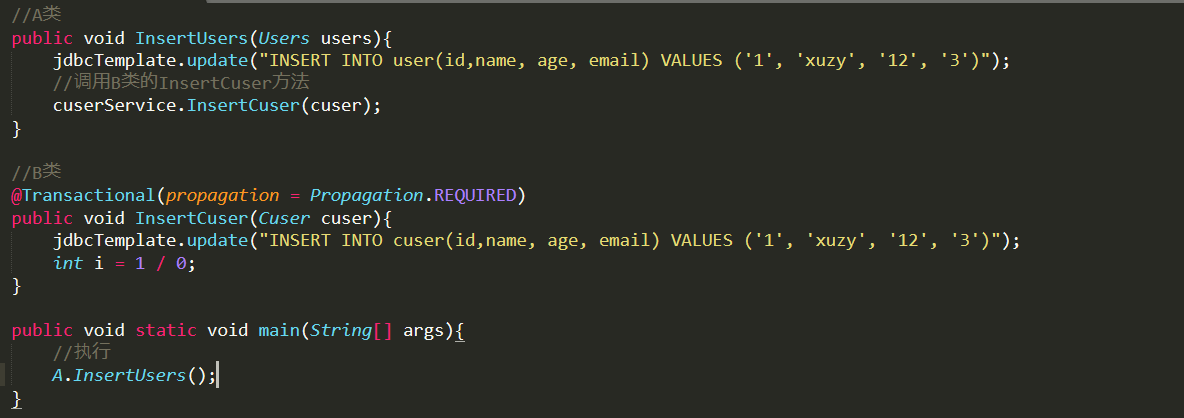 //A类
public void InsertUsers(Users users){
    jdbcTemplate.update("INSERT INTO user(id,name, age, email) VALUES ('1', 'xuzy', '12', '3')");
    //调用B类的InsertCuser方法
    cuserService.InsertCuser(cuser);
}
//B类
@Transactional(propagation = Propagation.REQUIRED)
public void InsertCuser(Cuser cuser){
    jdbcTemplate.update("INSERT INTO cuser(id,name, age, email) VALUES ('1', 'xuzy', '12', '3')");
    int i = 1 / 0;
}
public void static void main(String[] args){
    //执行
    A.InsertUsers();
}